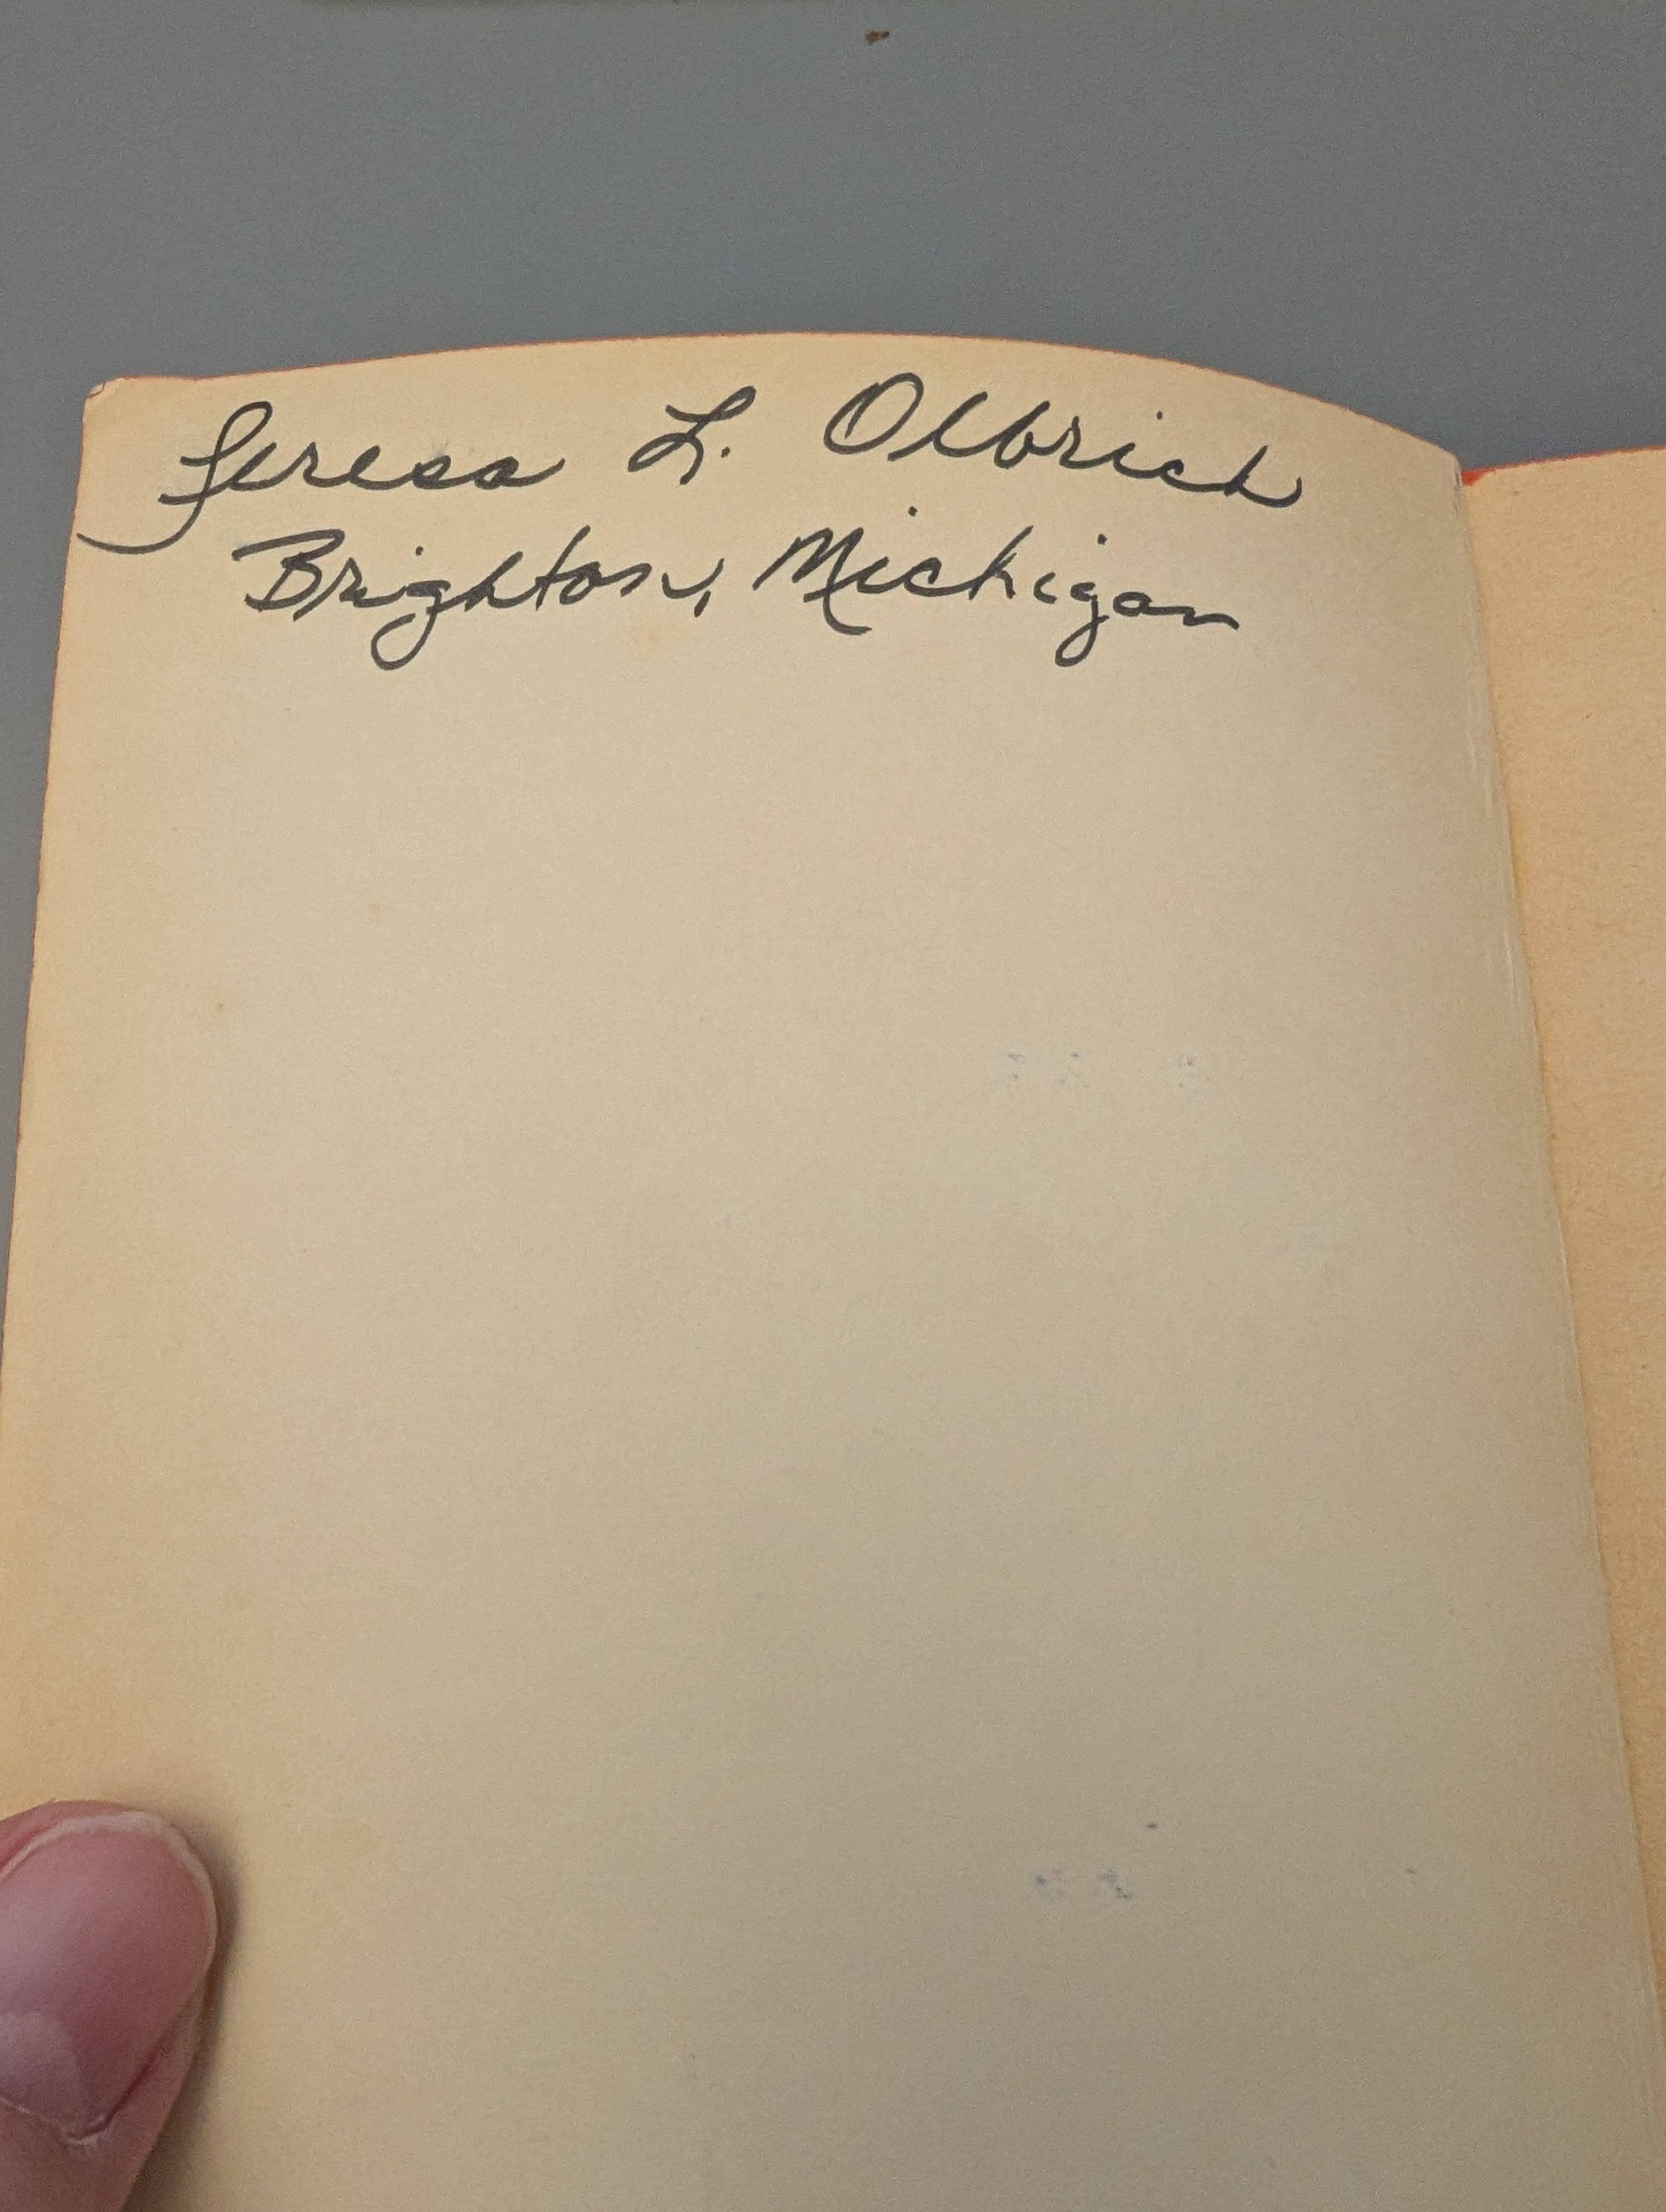 Teresa L. Olbrich
Brighton, Michigan